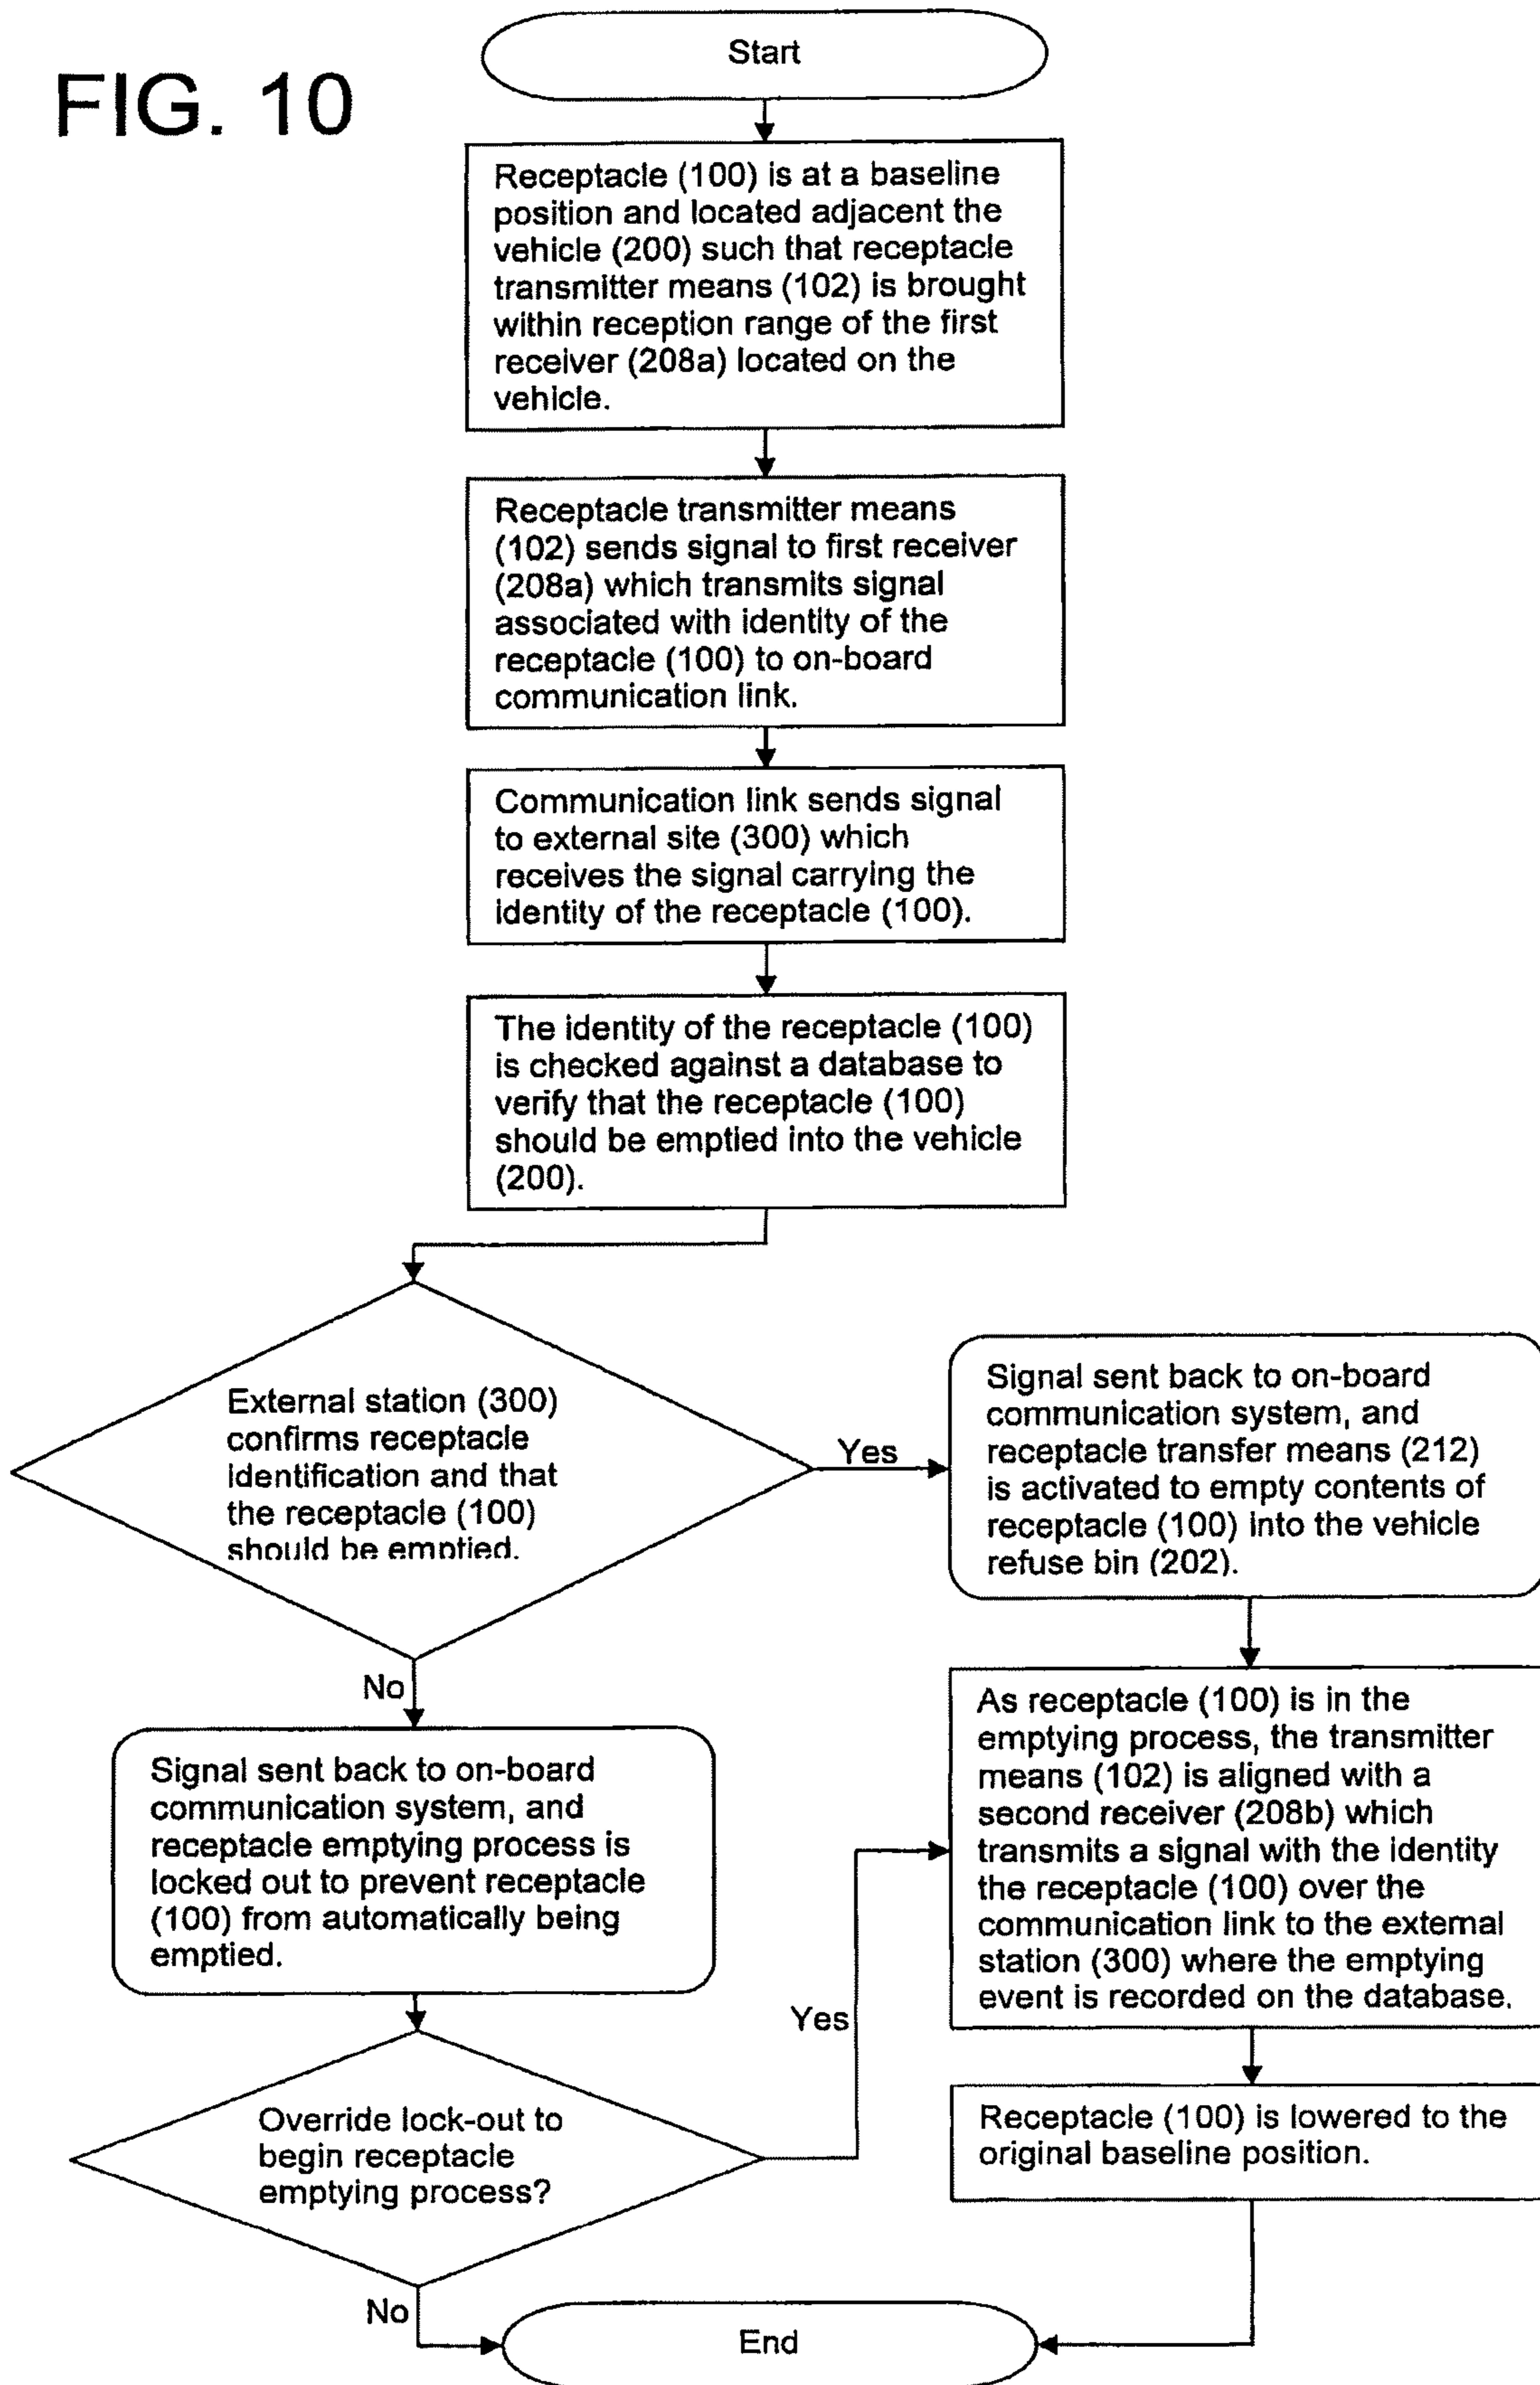 FIG. 10
Start
Receptacle (100) is at a baseline
position and located adjacent the
vehicle (200) such that receptacle
transmitter means (102) is brought
within reception range of the first
receiver (208a) located on the
vehicle.
Receptacle transmitter means
(102) sends signal to first receiver
(208a) which transmits signal
associated with identity of the
receptacle (100) to on-board
communication link.
Communication link sends signal
to external site (300) which
receives the signal carrying the
identity of the receptacle (100).
The identity of the receptacle (100)
is checked against a database to
verify that the receptacle (100)
should be emptied into the vehicle
(200).
External station (300)
confirms receptacle
identification and that
the receptacle (100)
should be emptied.
Yes
Signal sent back to on-board
communication system, and
receptacle transfer means (212)
is activated to empty contents of
receptacle (100) into the vehicle
refuse bin (202).
No
Signal sent back to on-board
communication system, and
receptacle emptying process is
locked out to prevent receptacle
(100) from automatically being
emptied.
As receptacle (100) is in the
emptying process, the transmitter
means (102) is aligned with a
second receiver (208b) which
transmits a signal with the identity
the receptacle (100) over the
communication link to the external
station (300) where the emptying
event is recorded on the database.
Yes
Override lock-out to
begin receptacle
emptying process?
Receptacle (100) is lowered to the
original baseline position.
No
End